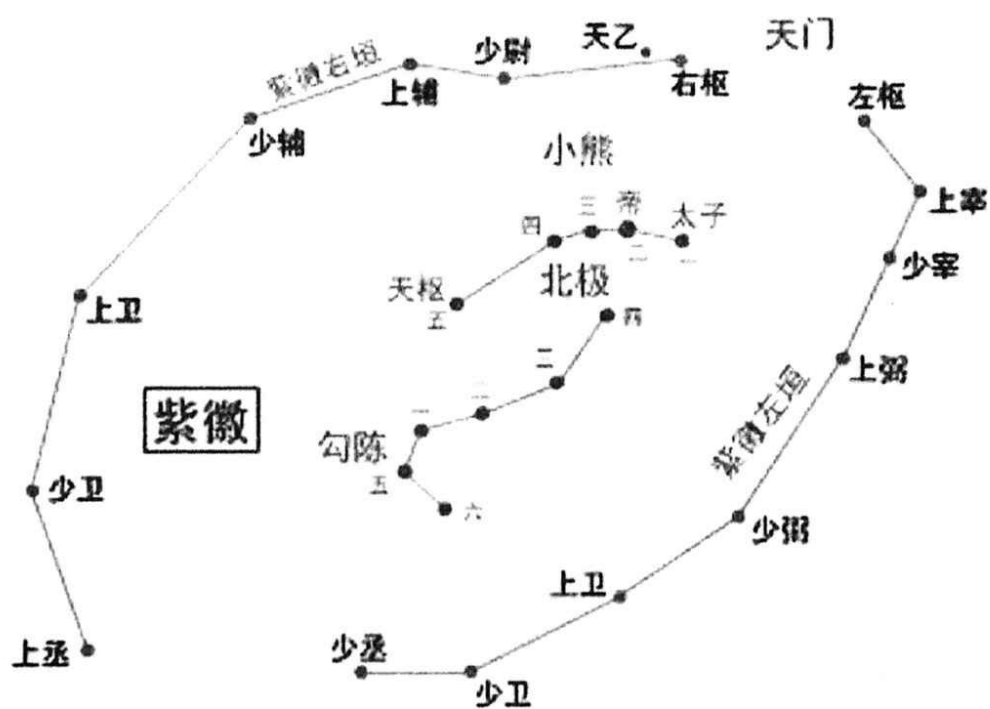 天门
天乙
少尉
右枢
紫微右垣
上辅
左枢
少辅
小熊
上宰
帝
三
太子
四
二
一
少宰
北极
天枢
五
四
上卫
三
上弼
二
一
紫微
紫微左垣
勾陈
五
少卫
六
少弼
上卫
上丞
少丞
少卫